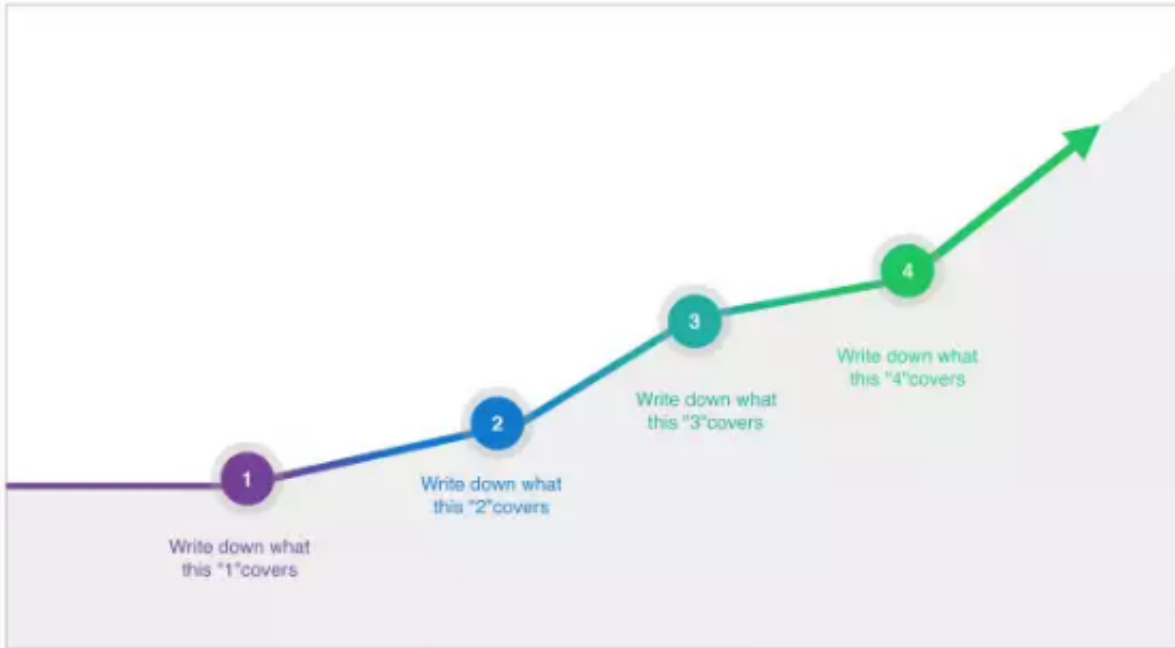 1
Write down what
this "1"covers
2
Write down what
this "2"covers
3
Write down what
this "3"covers
4
Write down what
this "4"covers